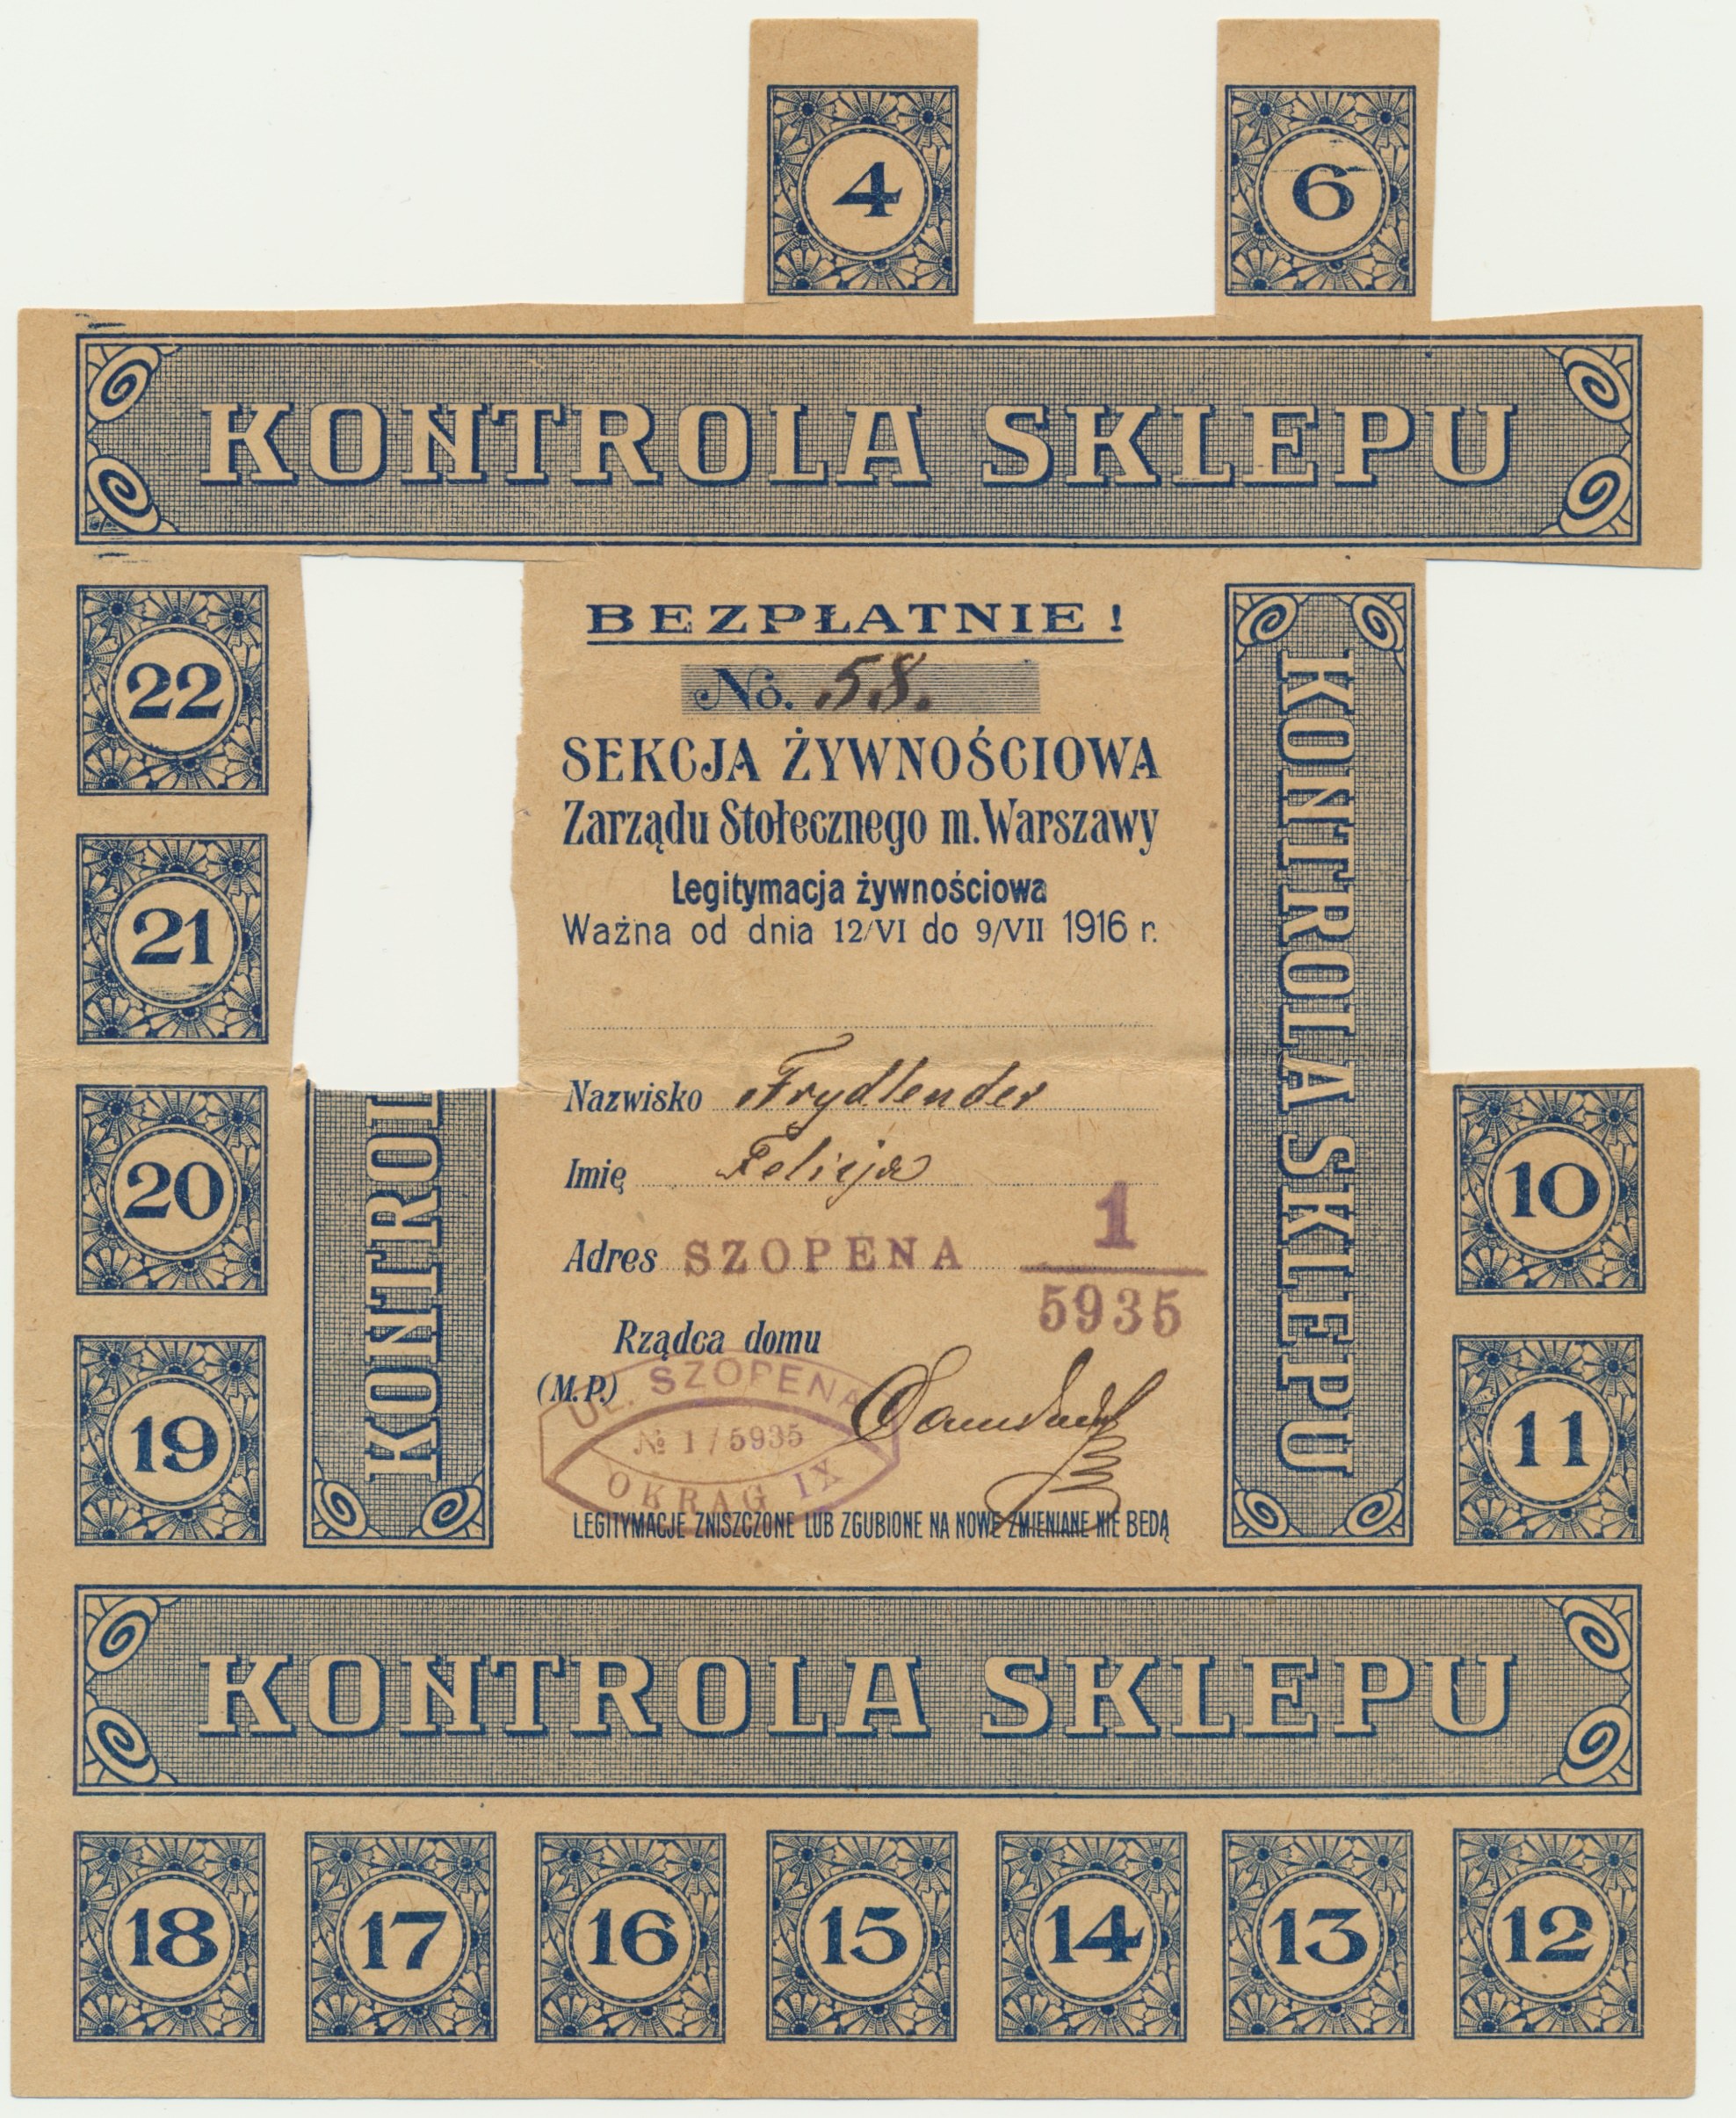 4
6
KONTROLA SKLEPU
22
21
20
19
KONTROL
BEZPŁATNIE!
No. 58.
SEKCJA ŻYWNOŚCIOWA
Zarządu Stołecznego m. Warszawy
Legitymacja żywnościowa
Ważna od dnia 12/VI do 9/VII 1916 r.
Nazwisko Frydlender
Imię Felicja
Adres SZOPENA 1
5935
Rządca domu
(M. P.)
UL. SZOPENA
№ 1 / 5935
OKRĄG IX
LEGITYMACJE ZNISZCZONE LUB ZGUBIONE NA NOWE ZMIENIANE NIE BEDĄ
KONTROLA SKLEPU
10
11
KONTROLA SKLEPU
18 17 16 15 14 13 12